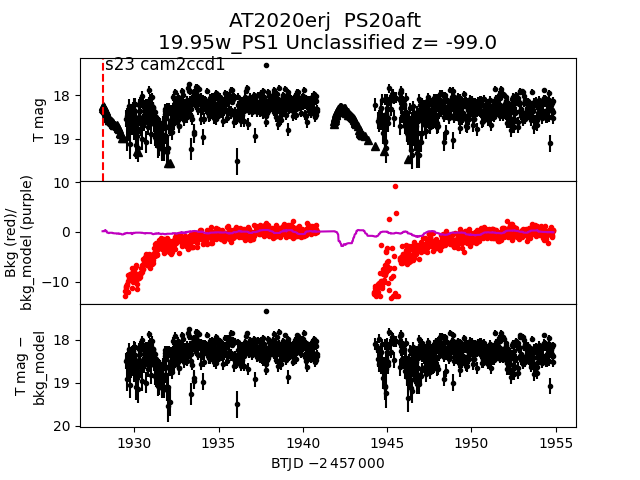 AT2020erj  PS20aft
19.95w_PS1 Unclassified z= -99.0
s23 cam2ccd1
T mag
18
19
Bkg (red)/
bkg_model (purple)
10
0
−10
T mag −
bkg_model
18
19
20
1930
1935
1940
1945
1950
1955
BTJD −2 457 000